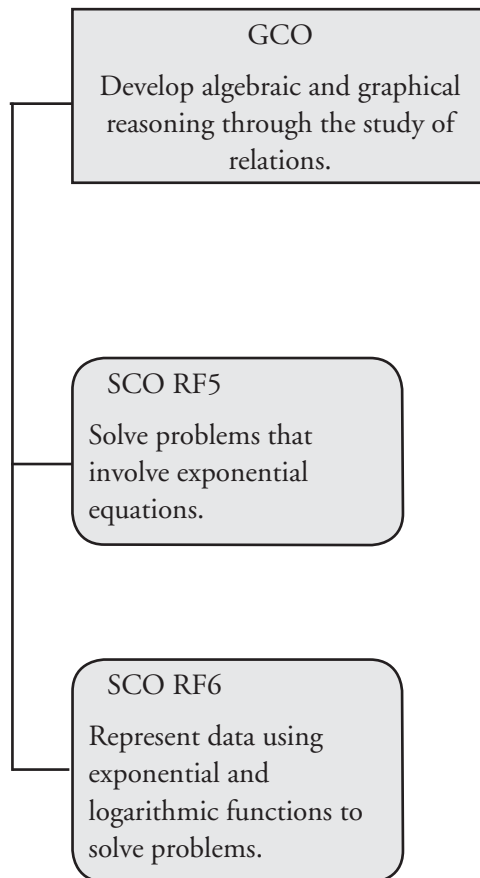 GCO
Develop algebraic and graphical
reasoning through the study of
relations.
SCO RF5
Solve problems that
involve exponential
equations.
SCO RF6
Represent data using
exponential and
logarithmic functions to
solve problems.